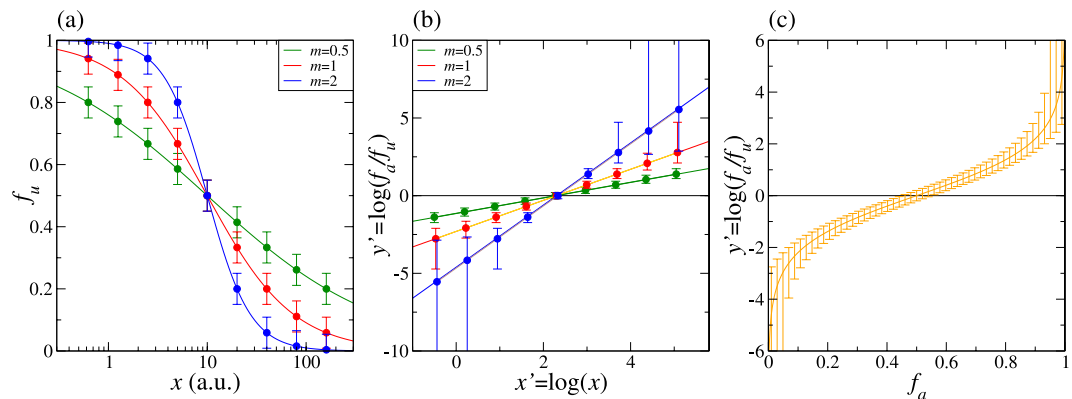 (a)
(b)
(c)
m=0.5
m=1
m=2
1
0.8
0.6
0.4
0.2
0
f_u
1
10
100
x (a.u.)
m=0.5
m=1
m=2
10
5
0
-5
-10
y'=log(f_a/f_u)
0
2
4
x'=log(x)
6
4
2
0
-2
-4
-6
y'=log(f_a/f_u)
0
0.2
0.4
0.6
0.8
1
f_a